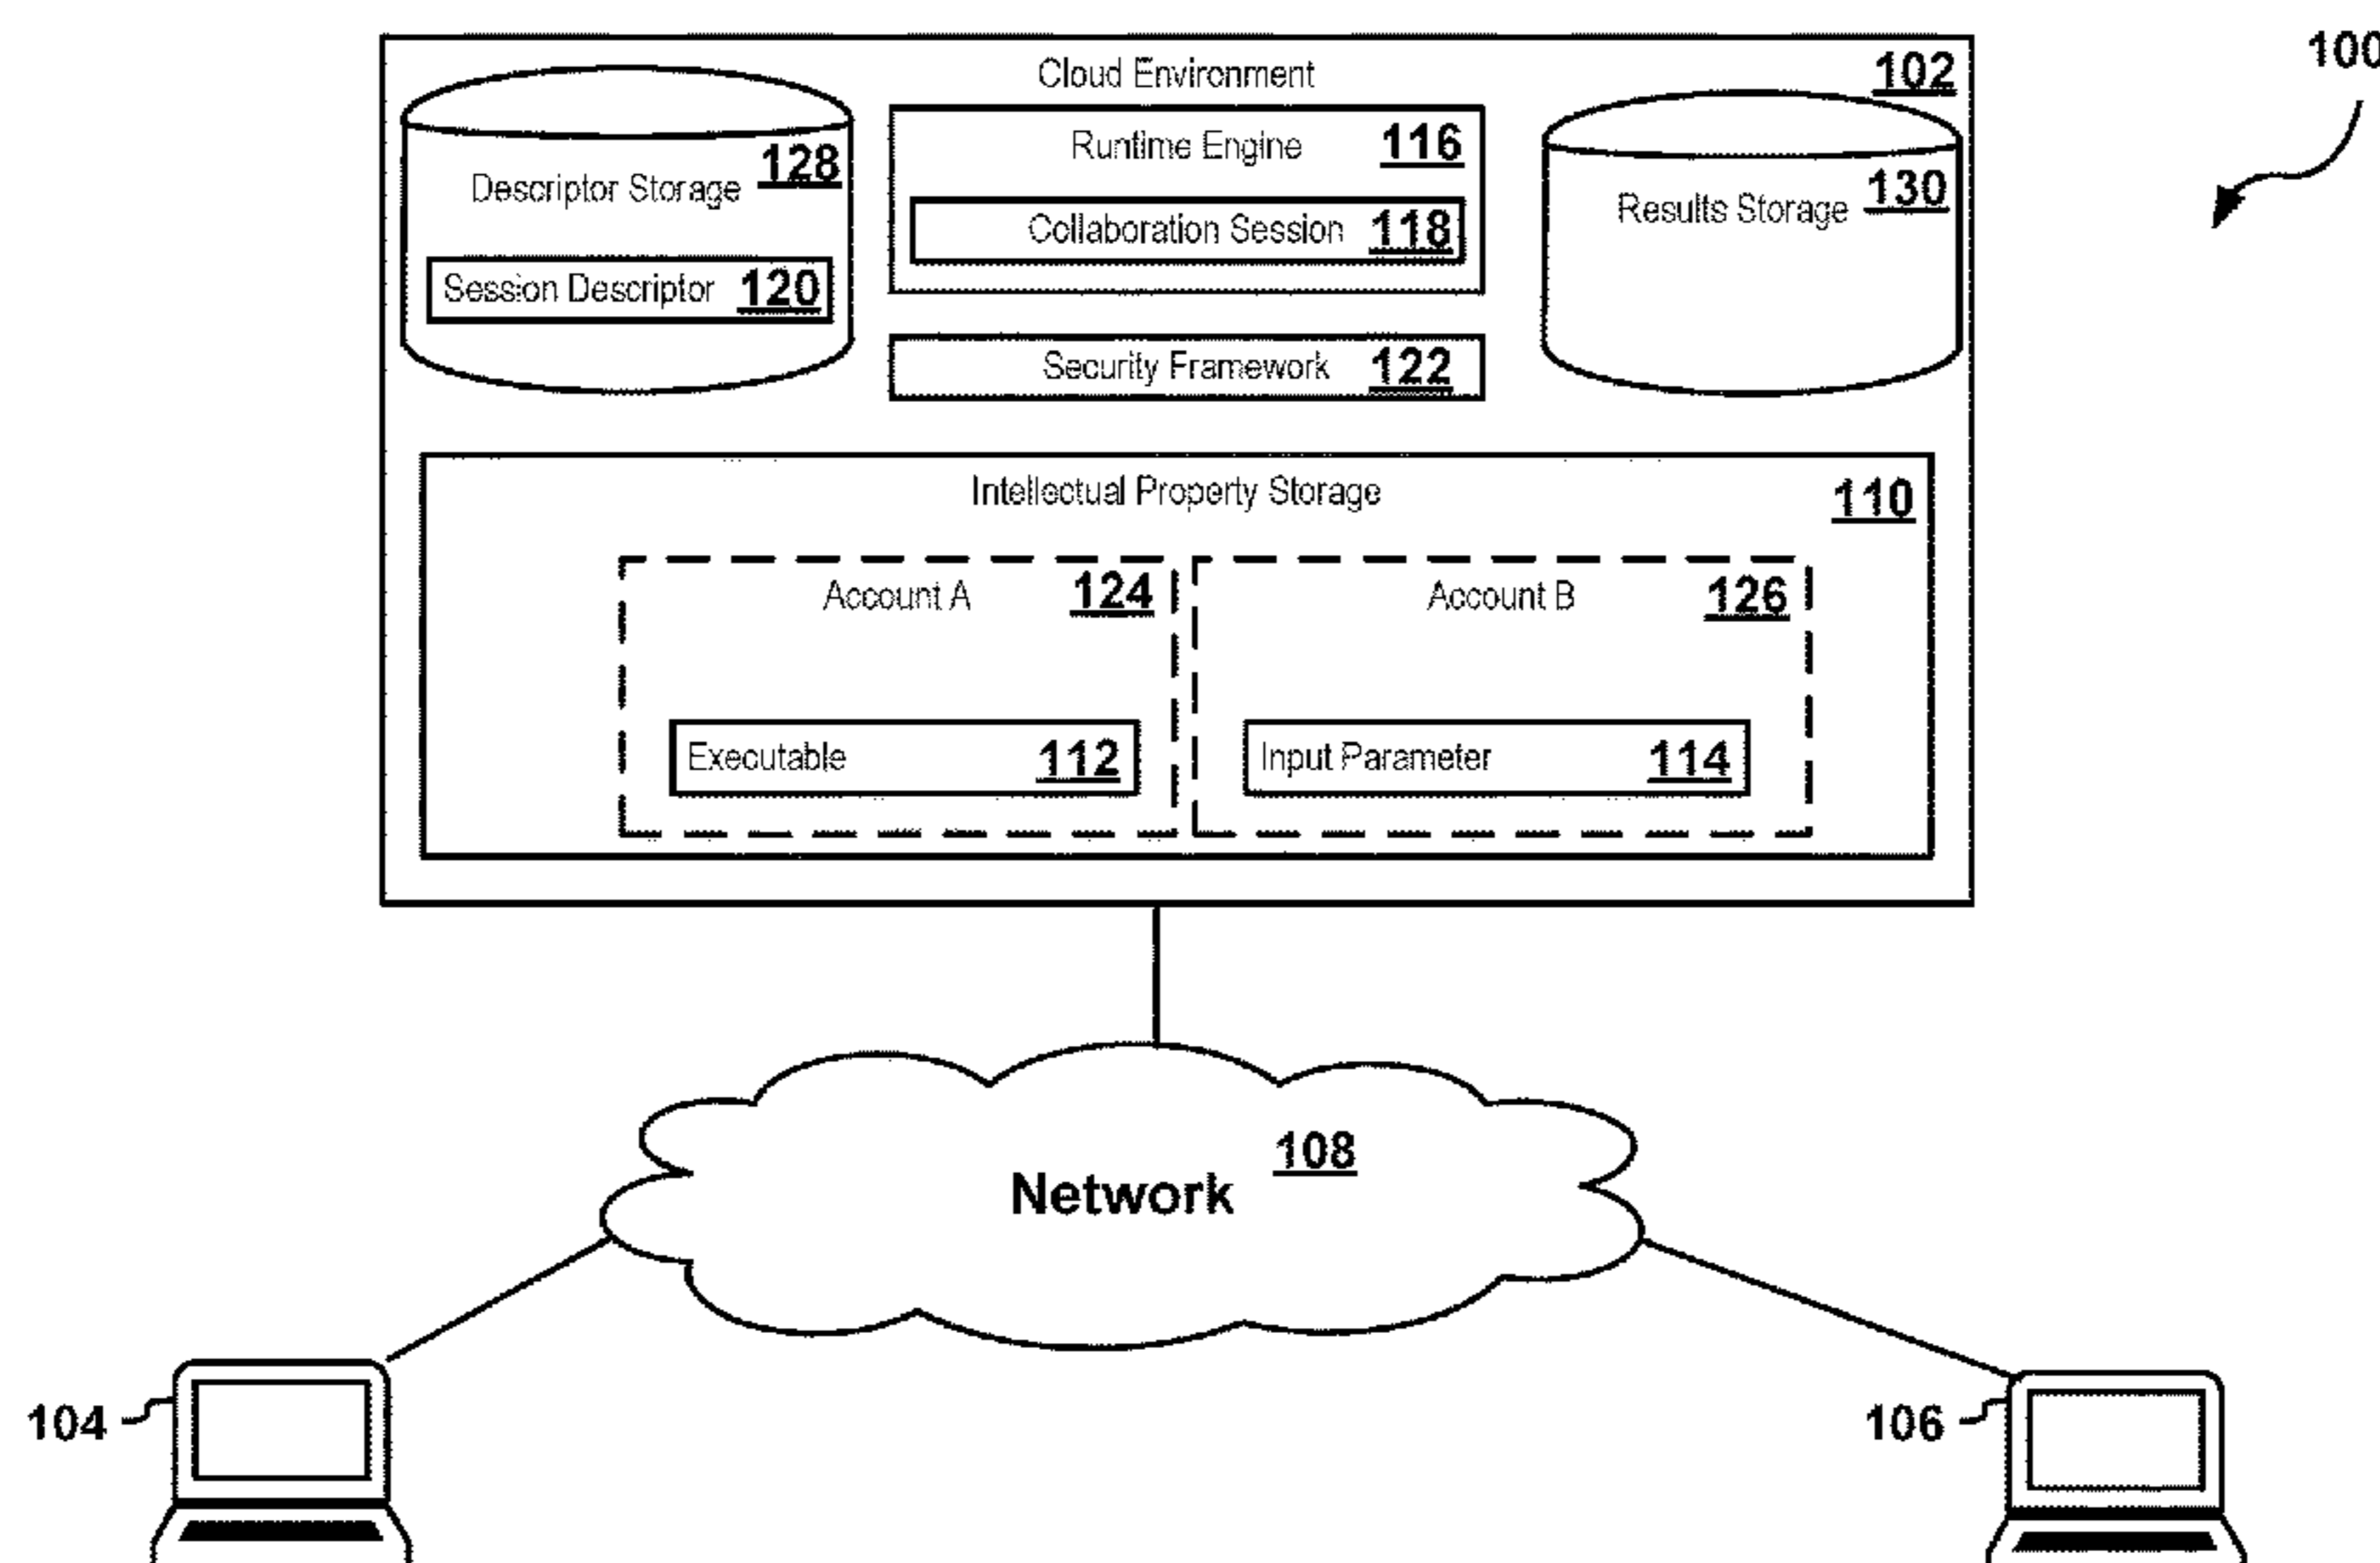 100
Cloud Environment 102
Descriptor Storage 128
Session Descriptor 120
Runtime Engine 116
Collaboration Session 118
Security Framework 122
Results Storage 130
Intellectual Property Storage 110
Account A 124
Executable 112
Account B 126
Input Parameter 114
Network 108
104
106